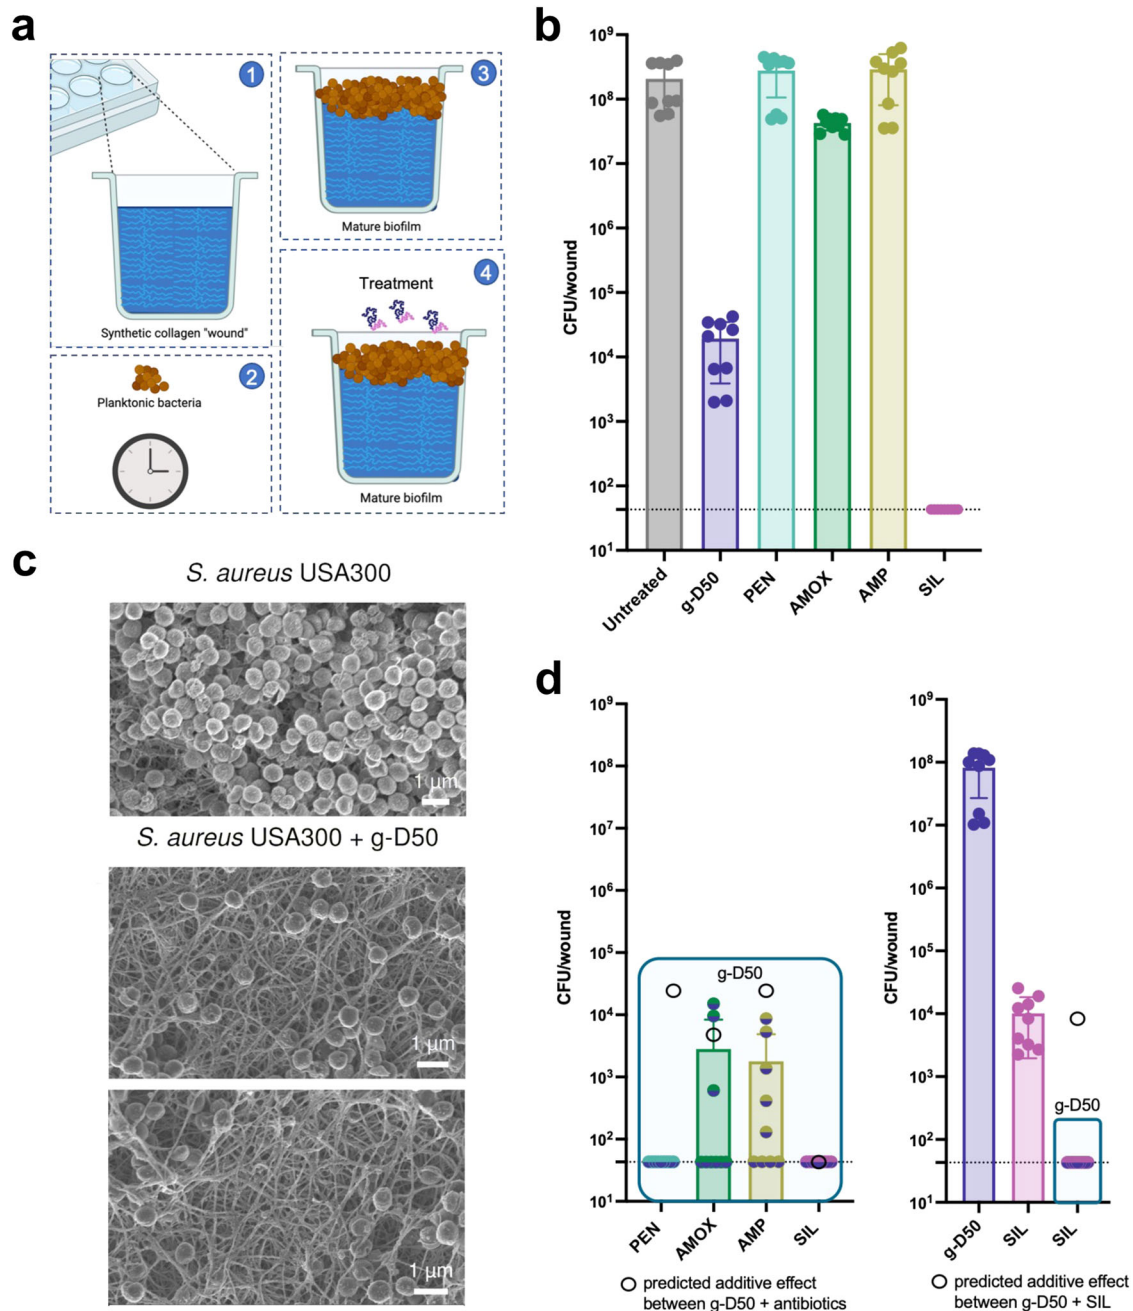 a
1
Synthetic collagen "wound"
2
Planktonic bacteria
3
Mature biofilm
4
Treatment
Mature biofilm
b
CFU/wound
10⁹
10⁸
10⁷
10⁶
10⁵
10⁴
10³
10²
10¹
Untreated
g-D50
PEN
AMOX
AMP
SIL
c
S. aureus USA300
1 µm
S. aureus USA300 + g-D50
1 µm
1 µm
d
CFU/wound
10⁹
10⁸
10⁷
10⁶
10⁵
10⁴
10³
10²
10¹
g-D50
PEN
AMOX
AMP
SIL
predicted additive effect
between g-D50 + antibiotics
CFU/wound
10⁹
10⁸
10⁷
10⁶
10⁵
10⁴
10³
10²
10¹
g-D50
g-D50
SIL
SIL
predicted additive effect
between g-D50 + SIL